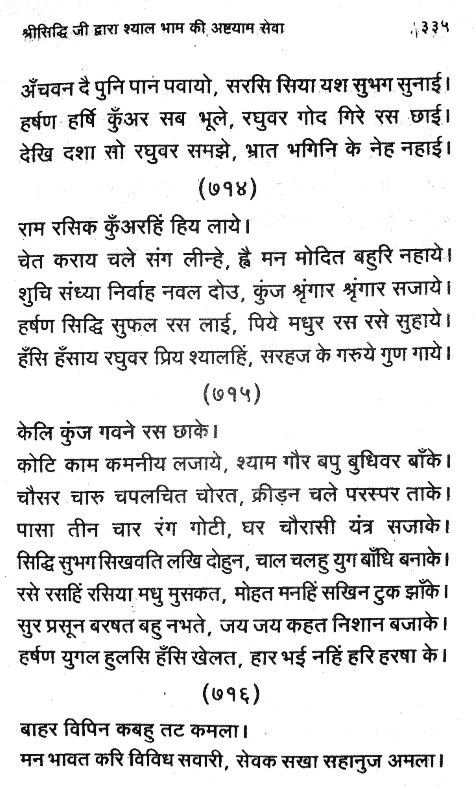 श्रीसिद्धि जी द्वारा श्याल भाम की अष्टयाम सेवा ३३५
अँचवन दै पुनि पान पवायो, सरसि सिया यश सुभग सुनाई।
हर्षण हर्षि कुँअर सब भूले, रघुवर गोद गिरे रस छाई।
देखि दशा सो रघुवर समझे, भ्रात भगिनि के नेह नहाई।
(७१४)
राम रसिक कुँअरहिं हिय लाये।
चेत कराय चले संग लीन्हे, ह्वै मन मोदित बहुरि नहाये।
शुचि संध्या निर्वाह नवल दोउ, कुंज श्रृंगार श्रृंगार सजाये।
हर्षण सिद्धि सुफल रस लाई, पिये मधुर रस रसे सुहाये।
हँसि हँसाय रघुवर प्रिय श्यालहिं, सरहज के गरुये गुण गाये।
(७१५)
केलि कुंज गवने रस छाके।
कोटि काम कमनीय लजाये, श्याम गौर बपु बुधिवर बाँके।
चौसर चारु चपलचित चोरत, क्रीड़न चले परस्पर ताके।
पासा तीन चार रंग गोटी, घर चौरासी यंत्र सजाके।
सिद्धि सुभग सिखवति लखि दोहुन, चाल चलहु युग बाँधि बनाके।
रसे रसहिं रसिया मधु मुसकत, मोहत मनहिं सखिन टुक झाँके।
सुर प्रसून बरषत बहु नभते, जय जय कहत निशान बजाके।
हर्षण युगल हुलसि हँसि खेलत, हार भई नहिं हरि हरषा के।
(७१६)
बाहर विपिन कबहु तट कमला।
मन भावत करि विविध सवारी, सेवक सखा सहानुज अमला।